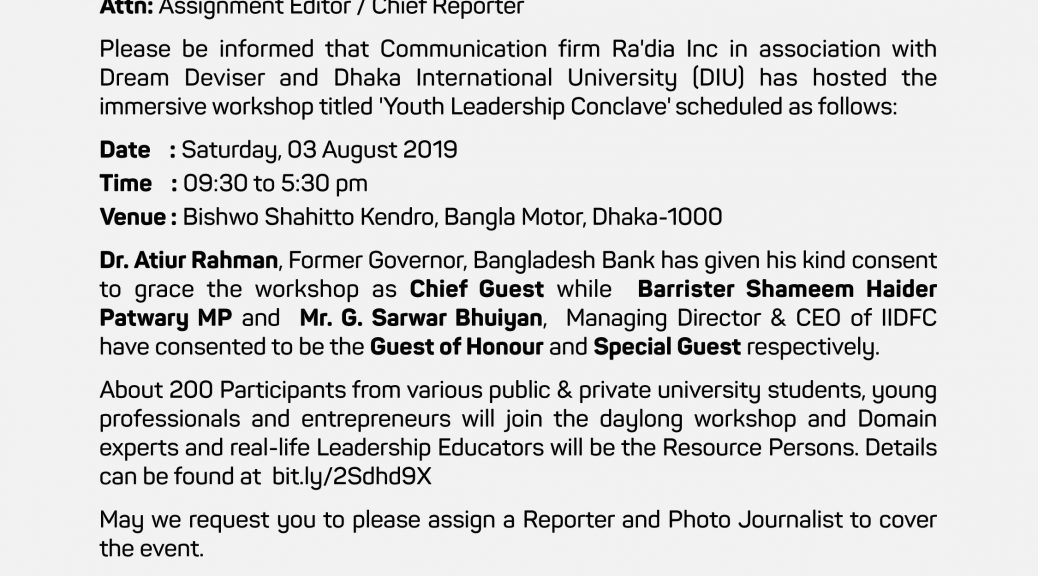 Attn: Assignment Editor / Chief Reporter
Please be informed that Communication firm Ra'dia Inc in association with
Dream Deviser and Dhaka International University (DIU) has hosted the
immersive workshop titled 'Youth Leadership Conclave' scheduled as follows:
Date : Saturday, 03 August 2019
Time : 09:30 to 5:30 pm
Venue : Bishwo Shahitto Kendro, Bangla Motor, Dhaka-1000
Dr. Atiur Rahman, Former Governor, Bangladesh Bank has given his kind consent
to grace the workshop as Chief Guest while Barrister Shameem Haider
Patwary MP and Mr. G. Sarwar Bhuiyan, Managing Director & CEO of IIDFC
have consented to be the Guest of Honour and Special Guest respectively.
About 200 Participants from various public & private university students, young
professionals and entrepreneurs will join the daylong workshop and Domain
experts and real-life Leadership Educators will be the Resource Persons. Details
can be found at bit.ly/2Sdhd9X
May we request you to please assign a Reporter and Photo Journalist to cover
the event.